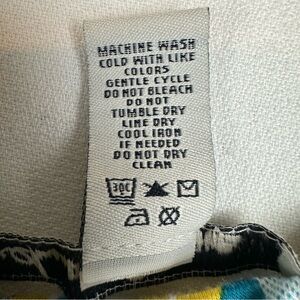 MACHINE WASH
COLD WITH LIKE
COLORS
GENTLE CYCLE
DO NOT BLEACH
DO NOT
TUMBLE DRY
LINE DRY
COOL IRON
IF NEEDED
DO NOT DRY
CLEAN
30C